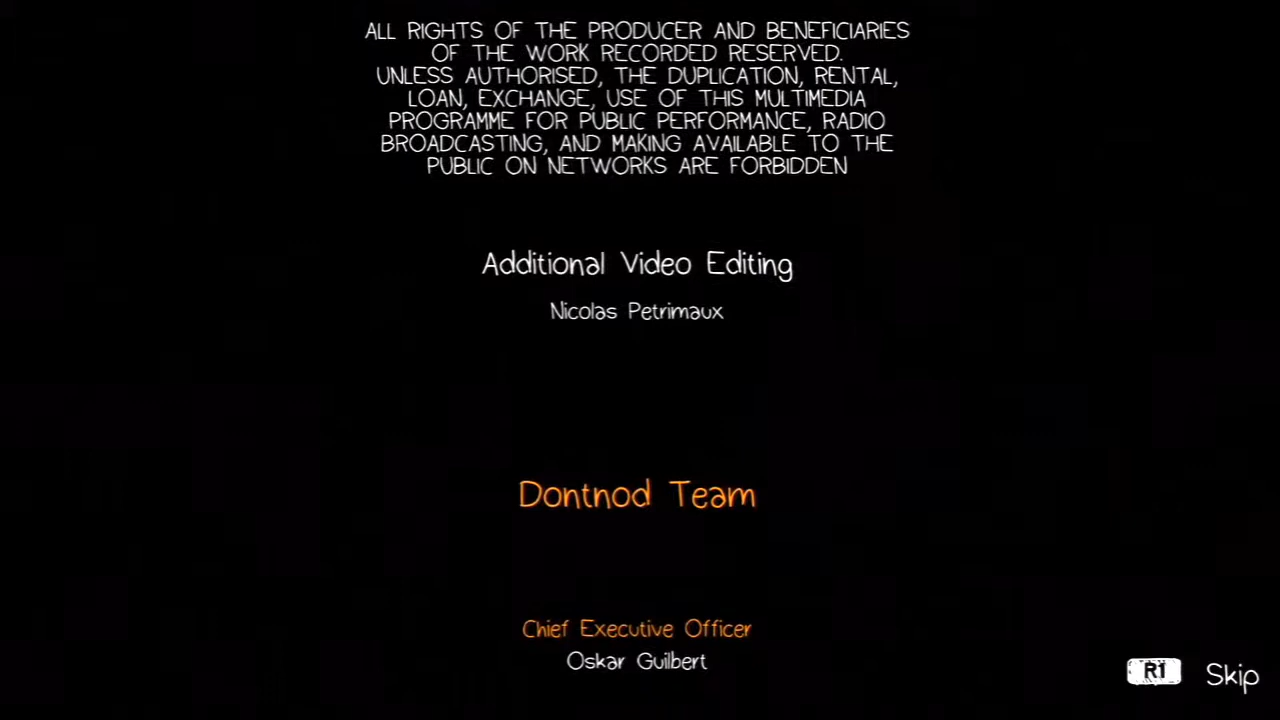 ALL RIGHTS OF THE PRODUCER AND BENEFICIARIES
OF THE WORK RECORDED RESERVED.
UNLESS AUTHORISED, THE DUPLICATION, RENTAL,
LOAN, EXCHANGE, USE OF THIS MULTIMEDIA
PROGRAMME FOR PUBLIC PERFORMANCE, RADIO
BROADCASTING, AND MAKING AVAILABLE TO THE
PUBLIC ON NETWORKS ARE FORBIDDEN
Additional Video Editing
Nicolas Petrimaux
Dontnod Team
Chief Executive Officer
Oskar Guilbert
R1 Skip